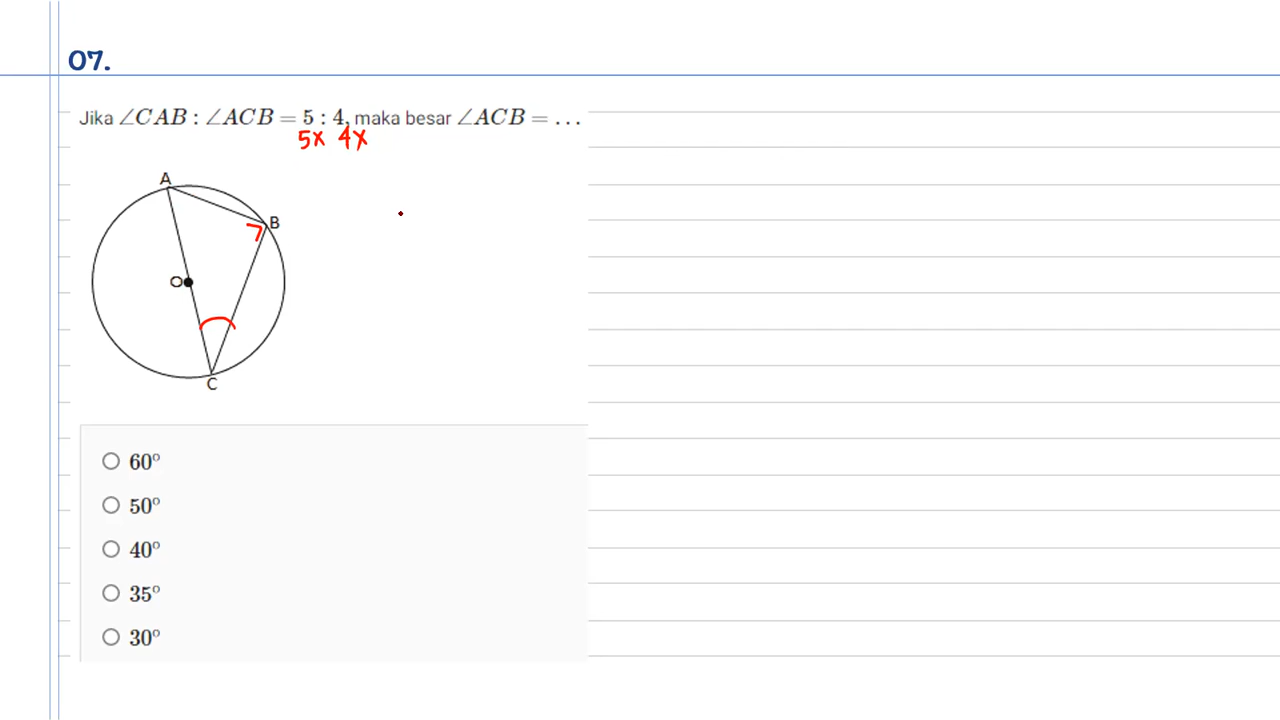 07.
Jika ∠CAB : ∠ACB = 5 : 4, maka besar ∠ACB = ...
5x 4x
A
B
O
C
60°
50°
40°
35°
30°